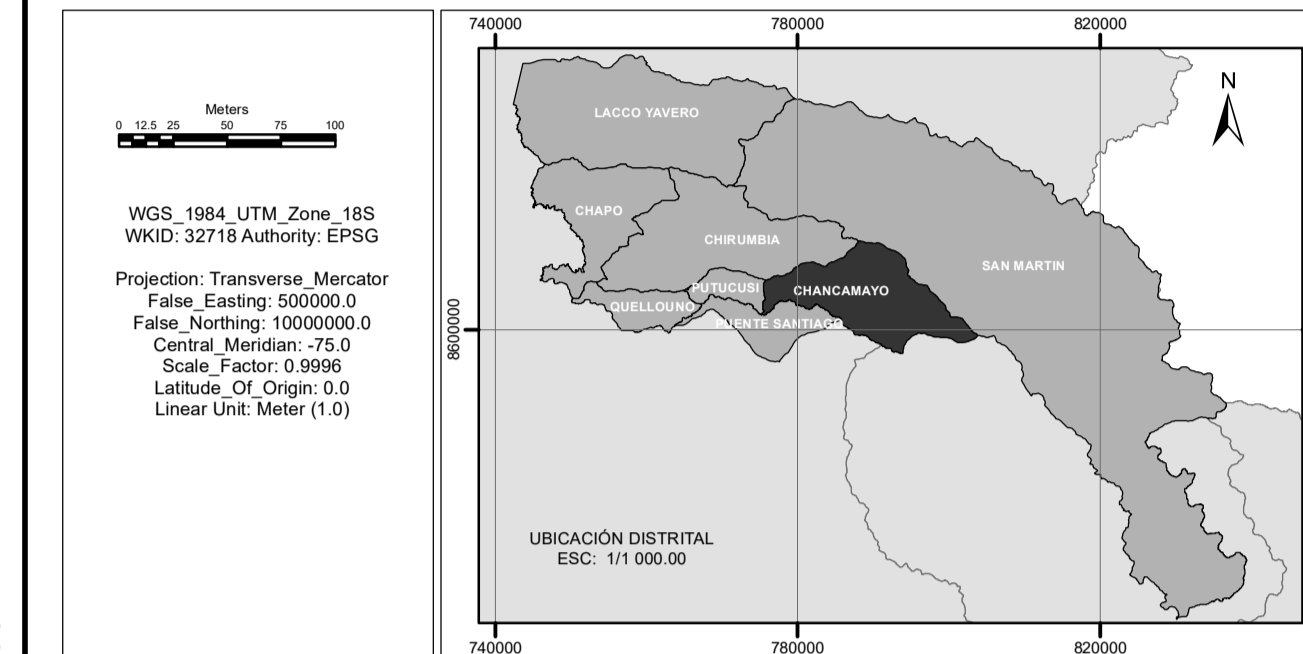 Meters
0 12.5 25 50 75 100
WGS_1984_UTM_Zone_18S
WKID: 32718 Authority: EPSG
Projection: Transverse_Mercator
False_Easting: 500000.0
False_Northing: 10000000.0
Central_Meridian: -75.0
Scale_Factor: 0.9996
Latitude_Of_Origin: 0.0
Linear Unit: Meter (1.0)
740000 780000 820000
N
LACCO YAVERO
CHAPO
CHIRUMBIA
SAN MARTIN
PUTUCUSI
CHANCAMAYO
QUELLOUNO
PUENTE SANTIAGO
8600000
UBICACIÓN DISTRITAL
ESC: 1/1 000.00
740000 780000 820000